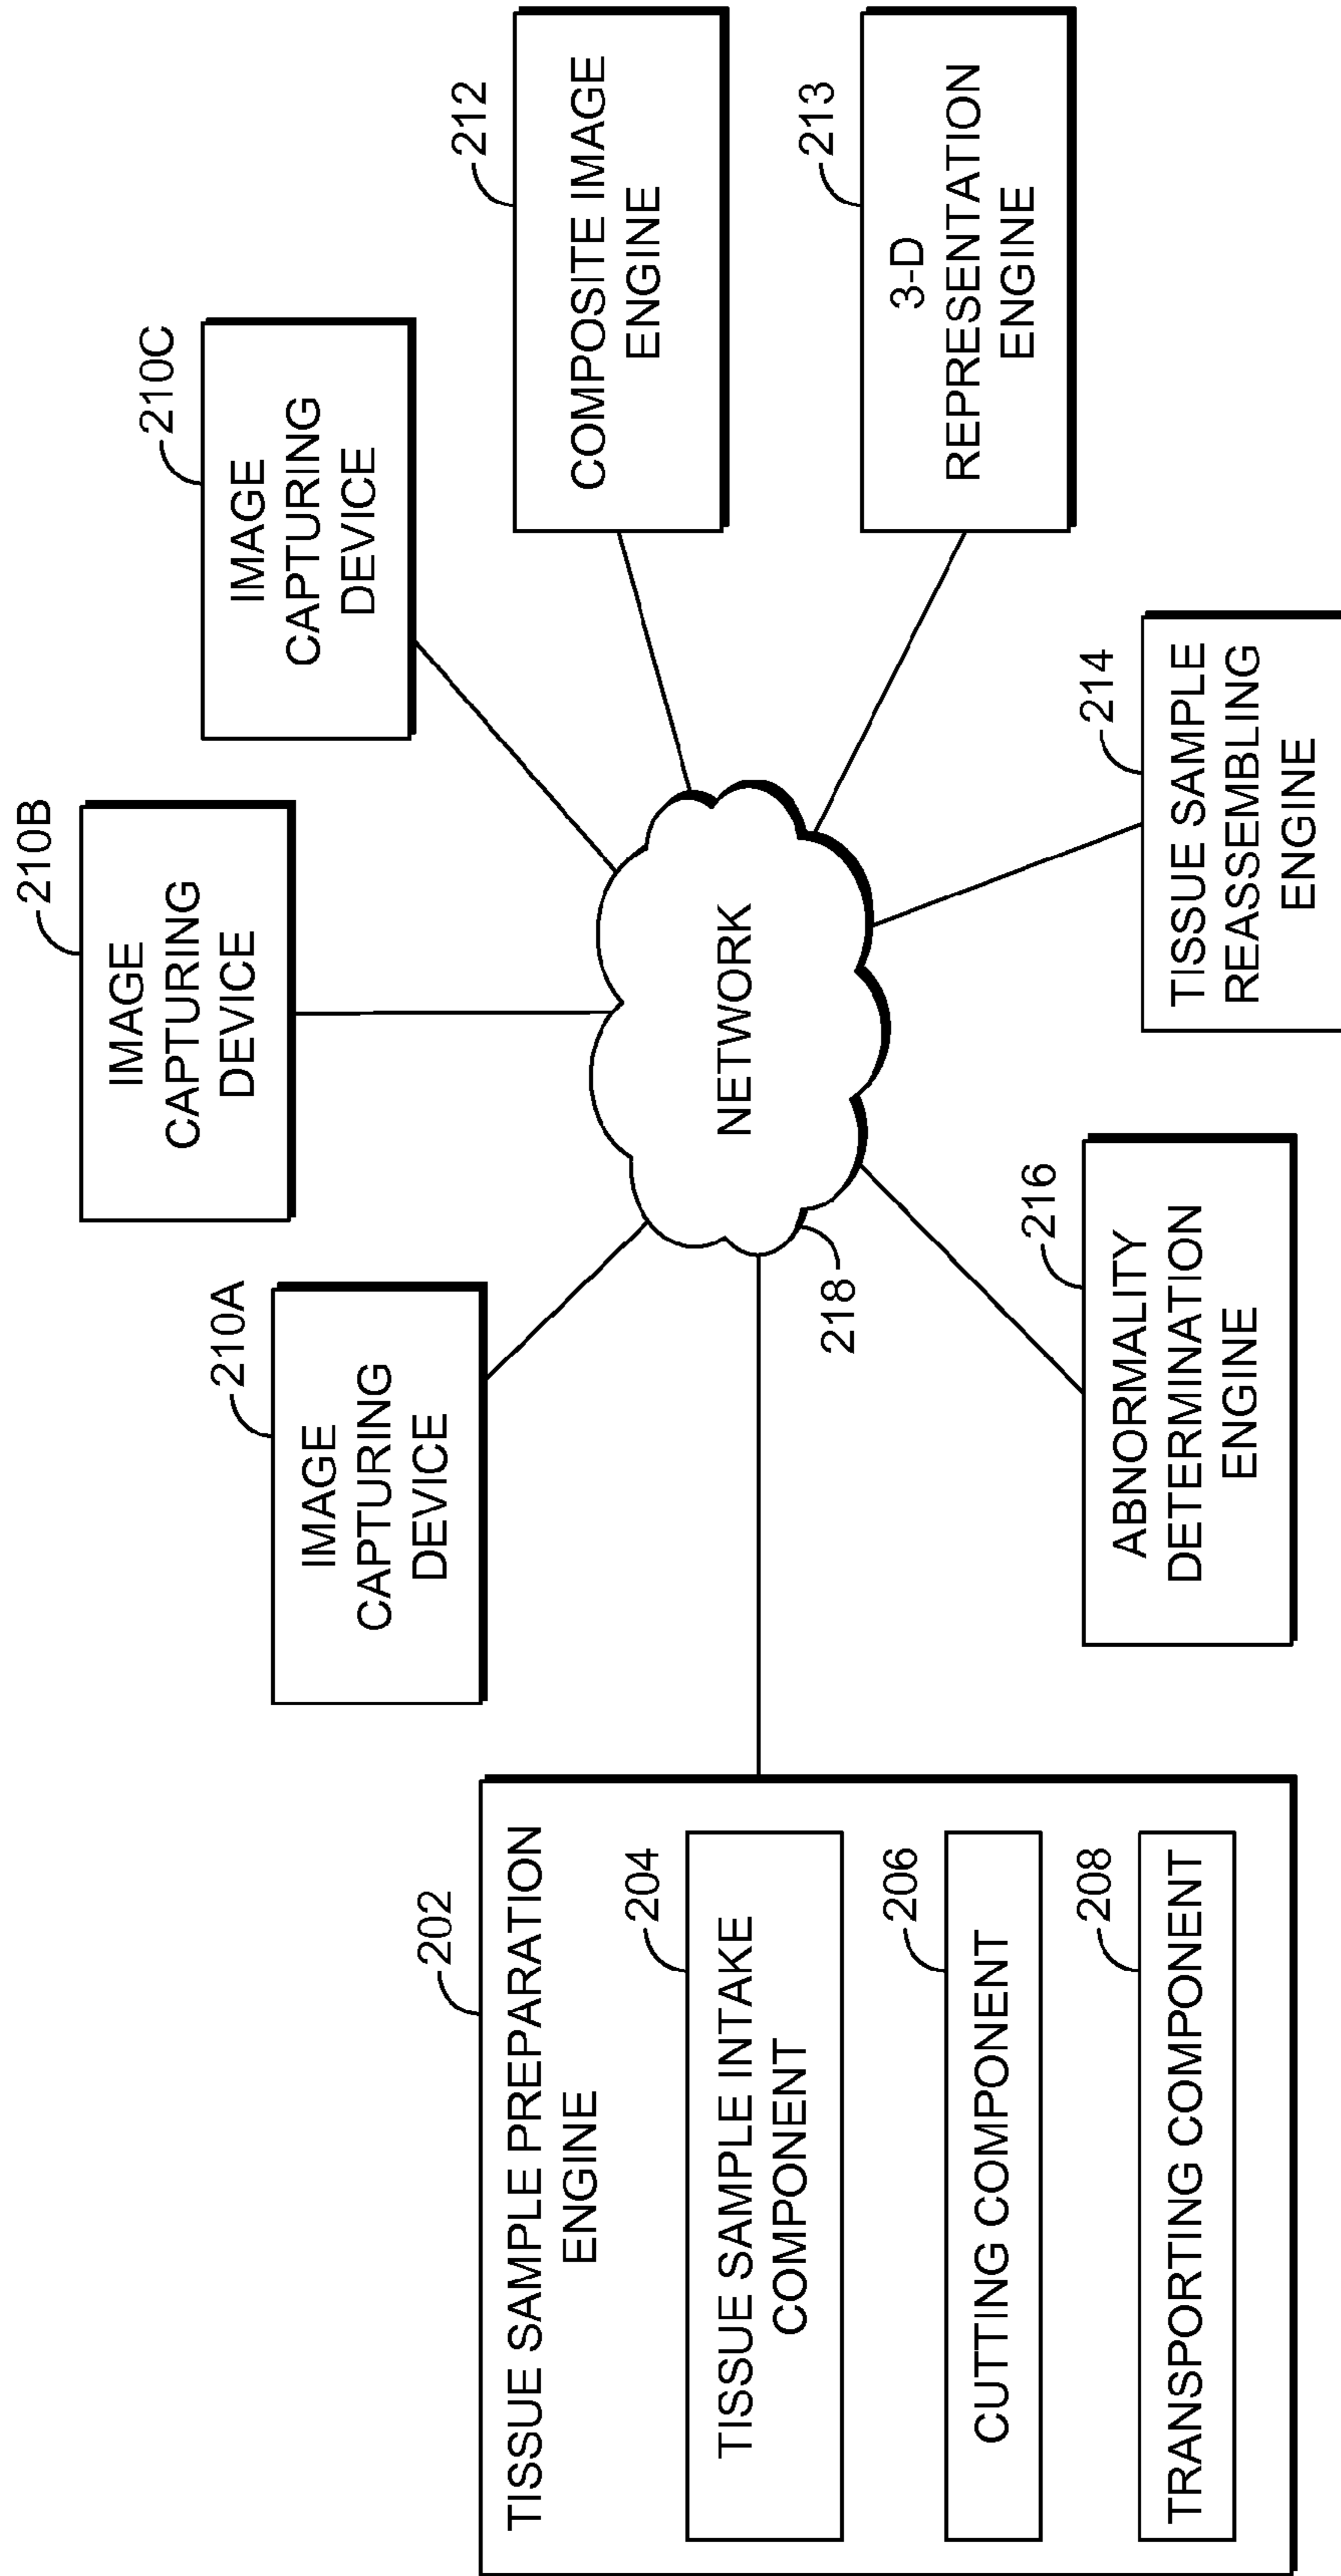 202
TISSUE SAMPLE PREPARATION
ENGINE
204
TISSUE SAMPLE INTAKE
COMPONENT
206
CUTTING COMPONENT
208
TRANSPORTING COMPONENT
210A
IMAGE
CAPTURING
DEVICE
210B
IMAGE
CAPTURING
DEVICE
210C
IMAGE
CAPTURING
DEVICE
212
COMPOSITE IMAGE
ENGINE
213
3-D
REPRESENTATION
ENGINE
214
TISSUE SAMPLE
REASSEMBLING
ENGINE
216
ABNORMALITY
DETERMINATION
ENGINE
NETWORK
218